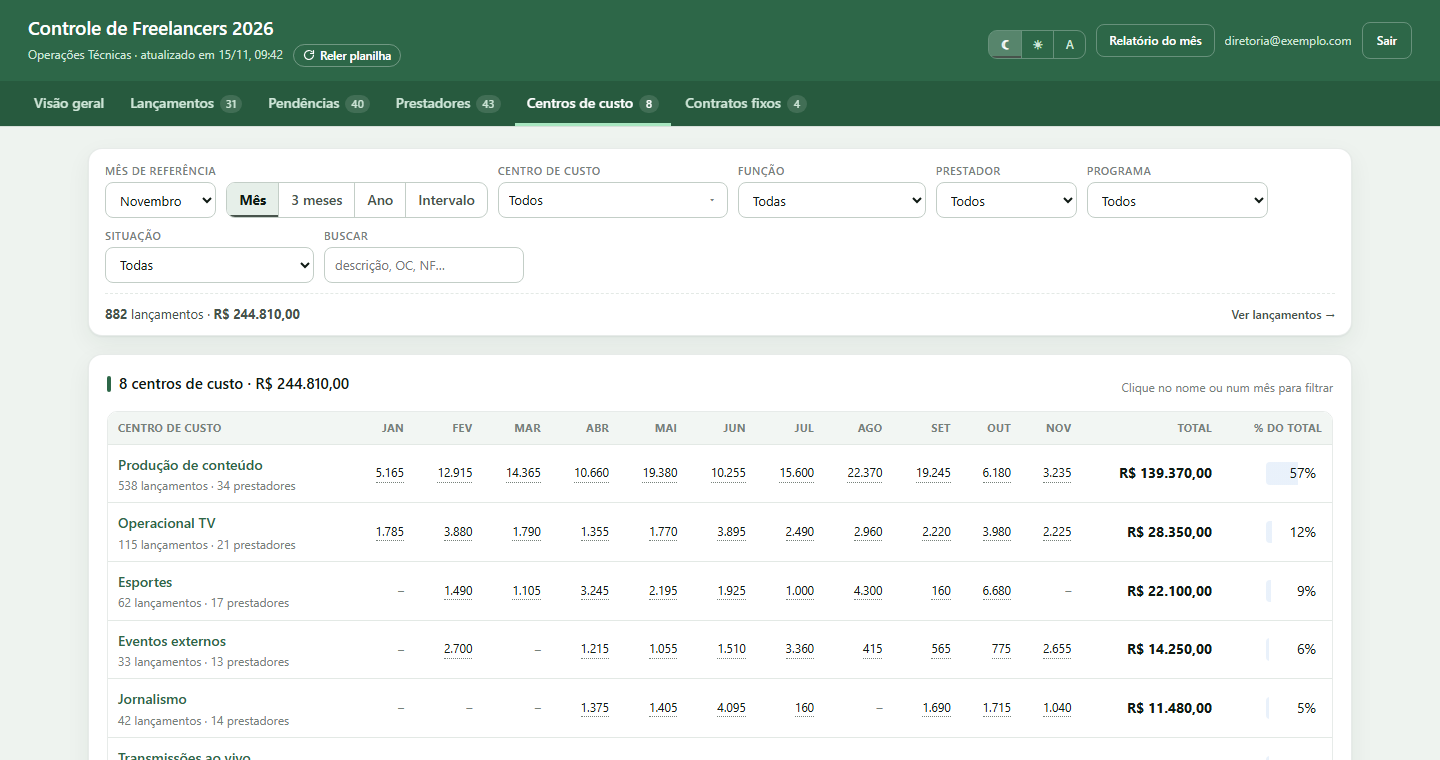 Controle de Freelancers 2026
Operações Técnicas · atualizado em 15/11, 09:42
Reler planilha
A
Relatório do mês
diretoria@exemplo.com
Sair
Visão geral
Lançamentos 31
Pendências 40
Prestadores 43
Centros de custo 8
Contratos fixos 4
MÊS DE REFERÊNCIA
Novembro
Mês
3 meses
Ano
Intervalo
CENTRO DE CUSTO
Todos
FUNÇÃO
Todas
PRESTADOR
Todos
PROGRAMA
Todos
SITUAÇÃO
Todas
BUSCAR
descrição, OC, NF...
882 lançamentos · R$ 244.810,00
Ver lançamentos →
8 centros de custo · R$ 244.810,00
Clique no nome ou num mês para filtrar
CENTRO DE CUSTO JAN FEV MAR ABR MAI JUN JUL AGO SET OUT NOV TOTAL % DO TOTAL
Produção de conteúdo 5.165 12.915 14.365 10.660 19.380 10.255 15.600 22.370 19.245 6.180 3.235 R$ 139.370,00 57%
538 lançamentos · 34 prestadores
Operacional TV 1.785 3.880 1.790 1.355 1.770 3.895 2.490 2.960 2.220 3.980 2.225 R$ 28.350,00 12%
115 lançamentos · 21 prestadores
Esportes – 1.490 1.105 3.245 2.195 1.925 1.000 4.300 160 6.680 – R$ 22.100,00 9%
62 lançamentos · 17 prestadores
Eventos externos – 2.700 – 1.215 1.055 1.510 3.360 415 565 775 2.655 R$ 14.250,00 6%
33 lançamentos · 13 prestadores
Jornalismo – – – 1.375 1.405 4.095 160 – 1.690 1.715 1.040 R$ 11.480,00 5%
42 lançamentos · 14 prestadores
Transmissões ao vivo